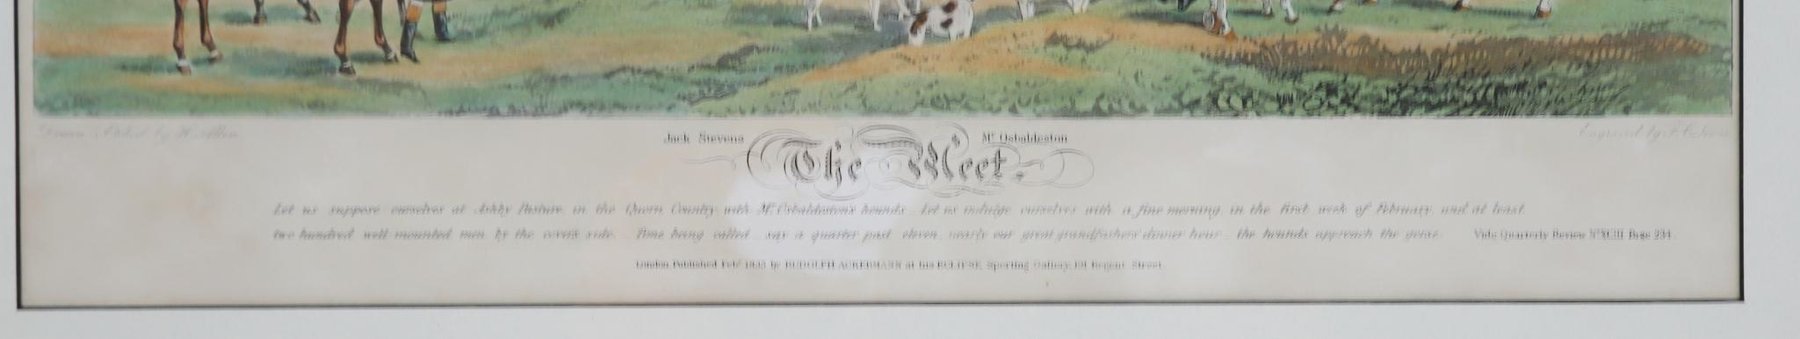 Drawn & Etched by H. Alken
Engraved by
Jack Stevens Mr Osbaldeston
The Meet.
Let us suppose ourselves at Ashby Pasture, in the Quorn Country with Mr Osbaldeston's hounds. Let us indulge ourselves with a fine morning in the first week of February, and at least
two hundred well mounted men by the cover's side. Time being called say a quarter past eleven, nearly our great grandfathers' dinner hour the hounds approach the gorse. Vide Quarterly Review No XCIII Page 224.
London Published Feby by RUDOLPH ACKERMANN at his ECLIPSE, Sporting Gallery, 191 Regent Street.